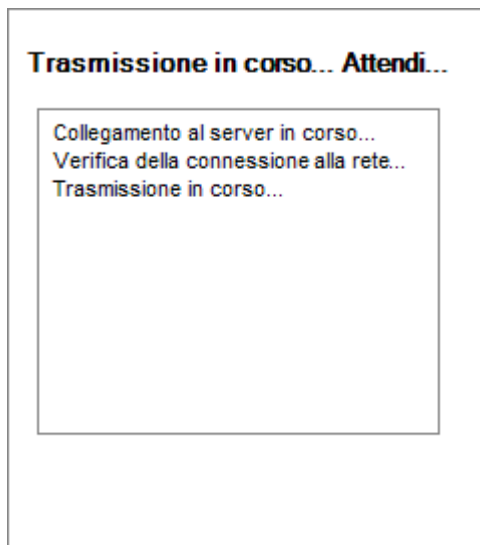 Trasmissione in corso... Attendi...
Collegamento al server in corso...
Verifica della connessione alla rete...
Trasmissione in corso...